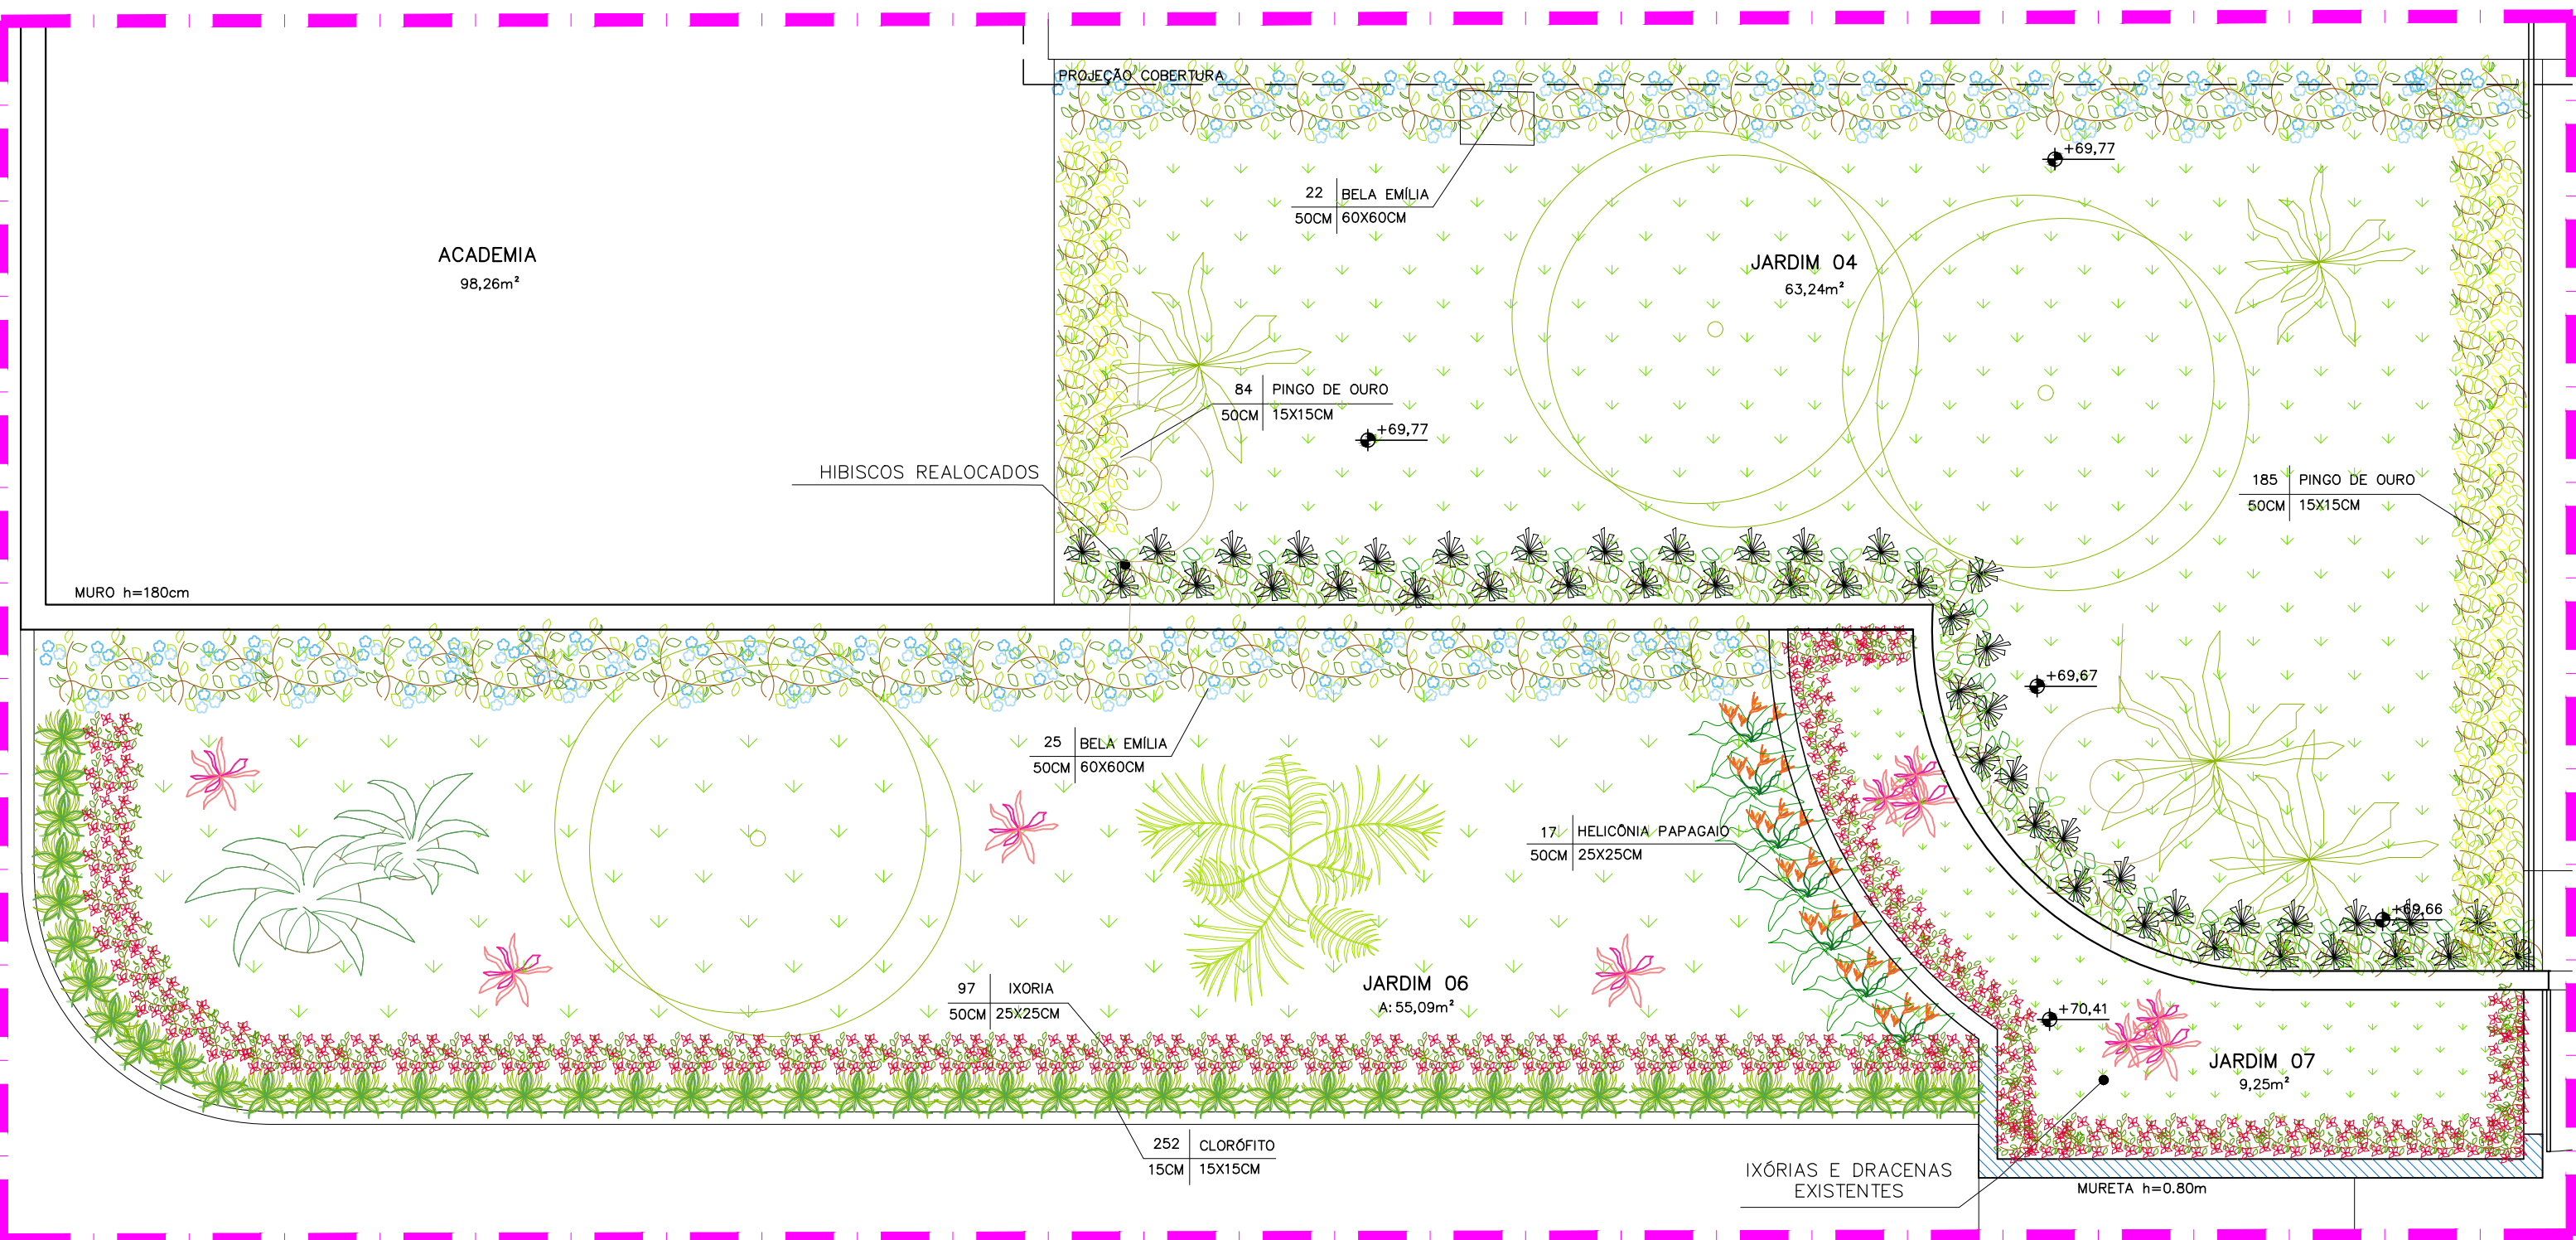 PROJEÇÃO COBERTURA
+69,77
22 BELA EMÍLIA
50CM 60X60CM
ACADEMIA
98,26m²
JARDIM 04
63,24m²
84 PINGO DE OURO
50CM 15X15CM
+69,77
HIBISCOS REALOCADOS
185 PINGO DE OURO
50CM 15X15CM
MURO h=180cm
+69,67
25 BELA EMÍLIA
50CM 60X60CM
17 HELICÔNIA PAPAGAIO
50CM 25X25CM
+69,66
JARDIM 06
A: 55,09m²
97 IXORIA
50CM 25X25CM
+70,41
JARDIM 07
9,25m²
252 CLORÓFITO
15CM 15X15CM
IXÓRIAS E DRACENAS
EXISTENTES
MURETA h=0.80m